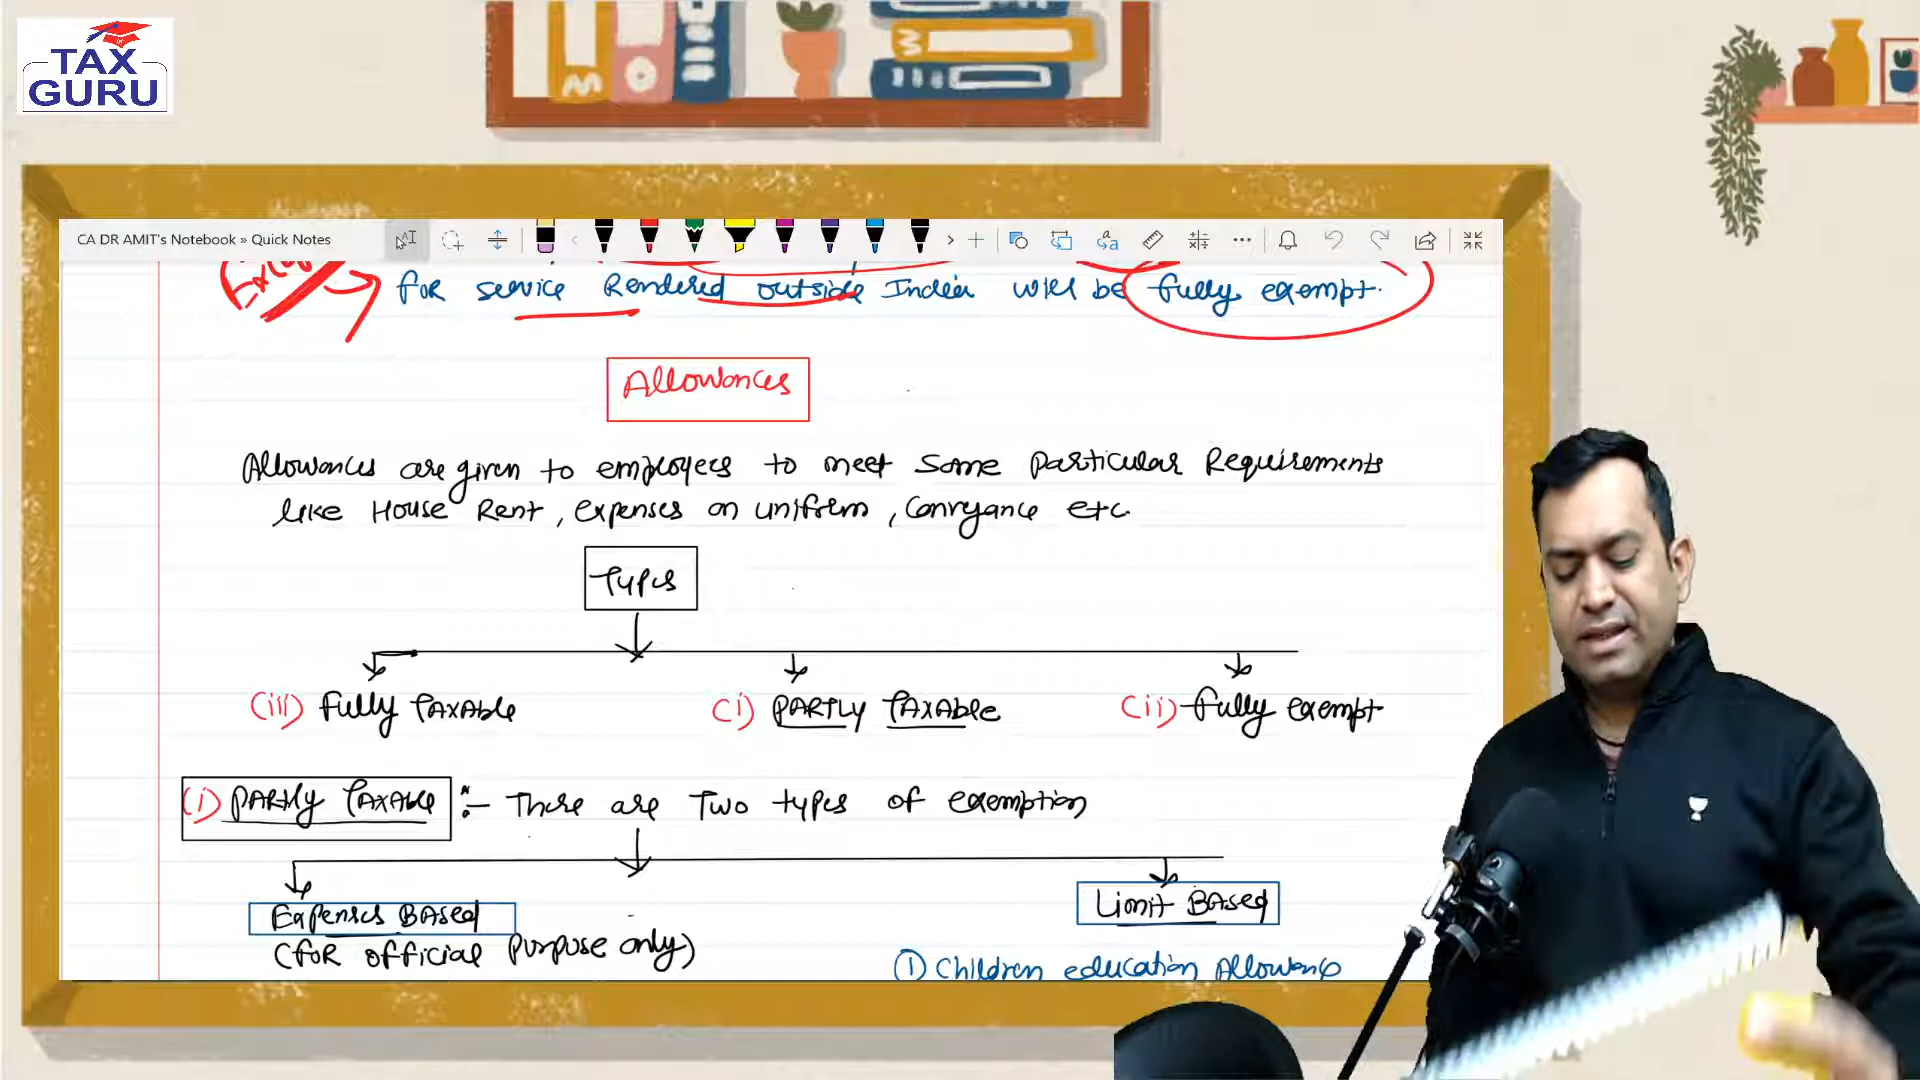 TAX
GURU
CA DR AMIT's Notebook » Quick Notes
for service Rendered outside India will be fully exempt.
Allowances
Allowances are given to employees to meet some particular Requirements
like House Rent, expenses on uniform, Conveyance etc.
Types
(iii) fully TAXAble
(i) PARTLY TAXABLE
(ii) fully exempt
(i) PARTLY TAXABLE :- There are Two types of exemption
Expenses BAsed
(for official purpose only)
Limit BAsed
① Children education Allowance